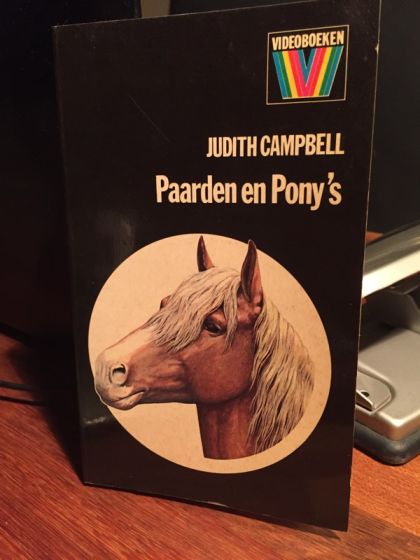 VIDEOBOEKEN
JUDITH CAMPBELL
Paarden en Pony's